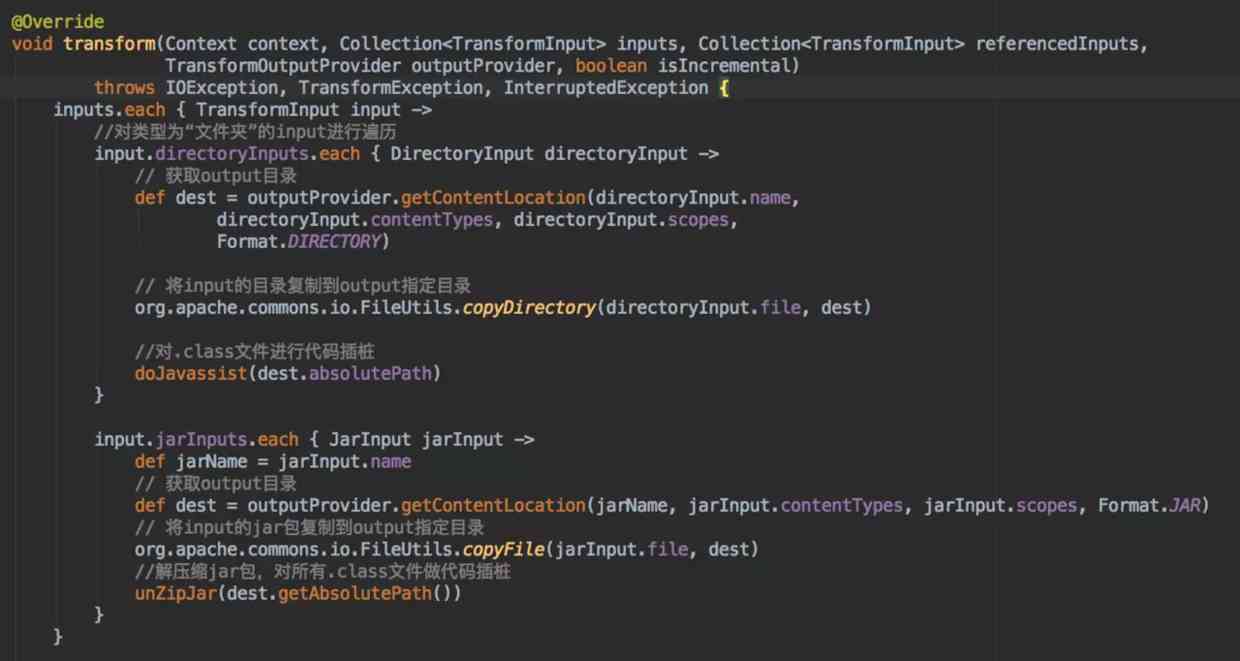 @Override
void transform(Context context, Collection<TransformInput> inputs, Collection<TransformInput> referencedInputs,
TransformOutputProvider outputProvider, boolean isIncremental)
throws IOException, TransformException, InterruptedException {
inputs.each { TransformInput input ->
//对类型为“文件夹”的input进行遍历
input.directoryInputs.each { DirectoryInput directoryInput ->
// 获取output目录
def dest = outputProvider.getContentLocation(directoryInput.name,
directoryInput.contentTypes, directoryInput.scopes,
Format.DIRECTORY)
// 将input的目录复制到output指定目录
org.apache.commons.io.FileUtils.copyDirectory(directoryInput.file, dest)
//对.class文件进行代码插桩
doJavassist(dest.absolutePath)
}
input.jarInputs.each { JarInput jarInput ->
def jarName = jarInput.name
// 获取output目录
def dest = outputProvider.getContentLocation(jarName, jarInput.contentTypes, jarInput.scopes, Format.JAR)
// 将input的jar包复制到output指定目录
org.apache.commons.io.FileUtils.copyFile(jarInput.file, dest)
//解压缩jar包，对所有.class文件做代码插桩
unZipJar(dest.getAbsolutePath())
}
}